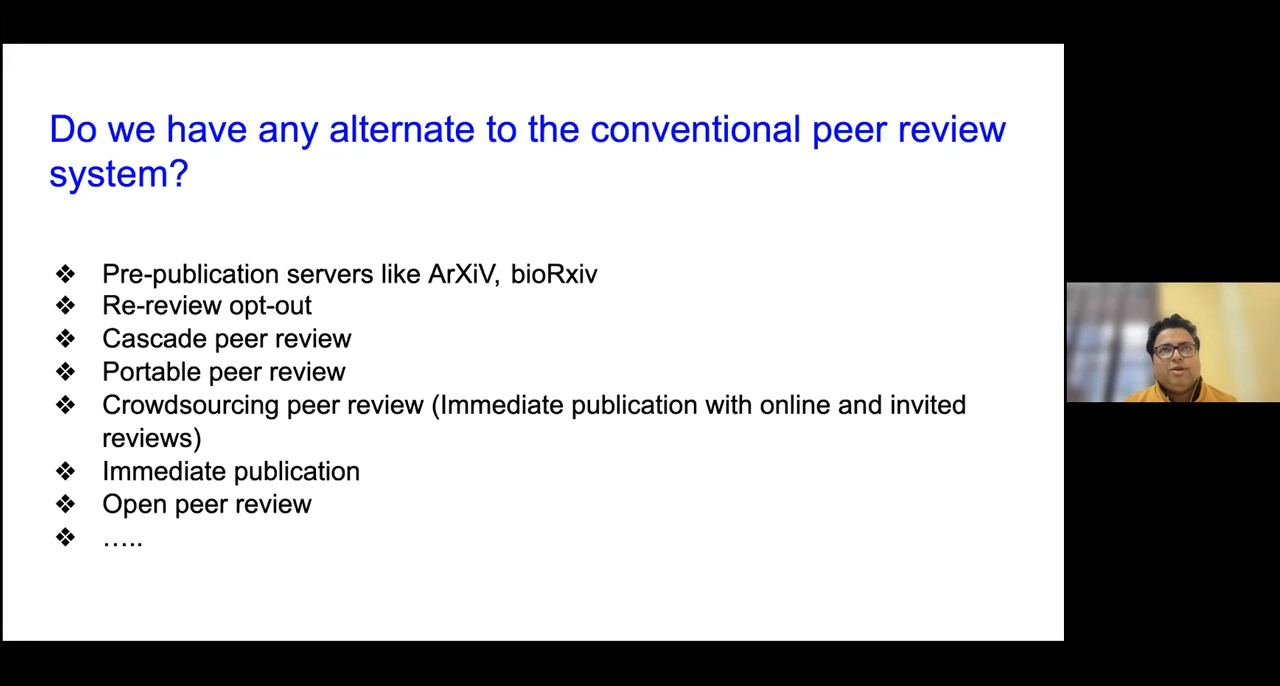 Do we have any alternate to the conventional peer review
system?
❖ Pre-publication servers like ArXiV, bioRxiv
❖ Re-review opt-out
❖ Cascade peer review
❖ Portable peer review
❖ Crowdsourcing peer review (Immediate publication with online and invited
reviews)
❖ Immediate publication
❖ Open peer review
❖ …..